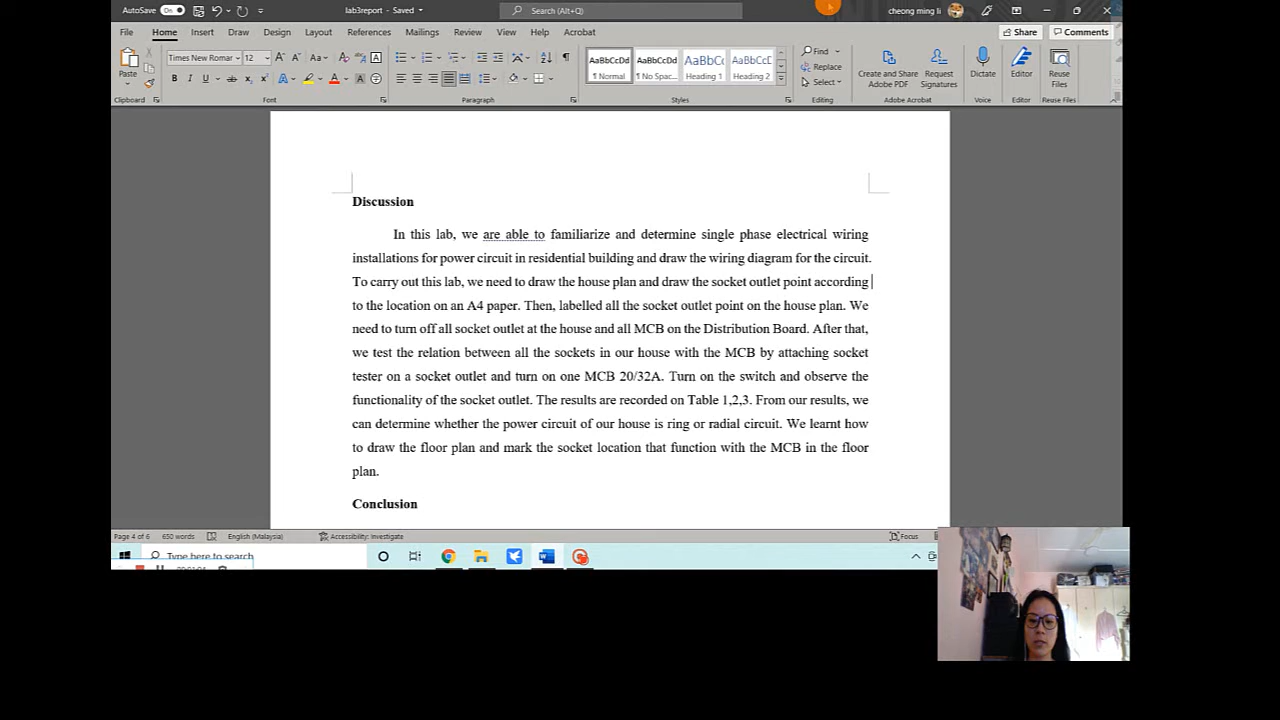 AutoSave On lab3report - Saved Search (Alt+Q) cheong ming li
File Home Insert Draw Design Layout References Mailings Review View Help Acrobat Share Comments
Paste Times New Romar 12 Aa A
B I U ab x x A A
AaBbCcDd AaBbCcDd AaBbCc AaBbCcD
¶ Normal ¶ No Spac... Heading 1 Heading 2
Find
Replace
Select
Create and Share Adobe PDF
Request Signatures
Dictate
Editor
Reuse Files
Clipboard Font Paragraph Styles Editing Adobe Acrobat Voice Editor Reuse Files
Discussion
In this lab, we are able to familiarize and determine single phase electrical wiring
installations for power circuit in residential building and draw the wiring diagram for the circuit.
To carry out this lab, we need to draw the house plan and draw the socket outlet point according
to the location on an A4 paper. Then, labelled all the socket outlet point on the house plan. We
need to turn off all socket outlet at the house and all MCB on the Distribution Board. After that,
we test the relation between all the sockets in our house with the MCB by attaching socket
tester on a socket outlet and turn on one MCB 20/32A. Turn on the switch and observe the
functionality of the socket outlet. The results are recorded on Table 1,2,3. From our results, we
can determine whether the power circuit of our house is ring or radial circuit. We learnt how
to draw the floor plan and mark the socket location that function with the MCB in the floor
plan.
Conclusion
Page 4 of 6 650 words English (Malaysia) Accessibility: Investigate Focus
Type here to search